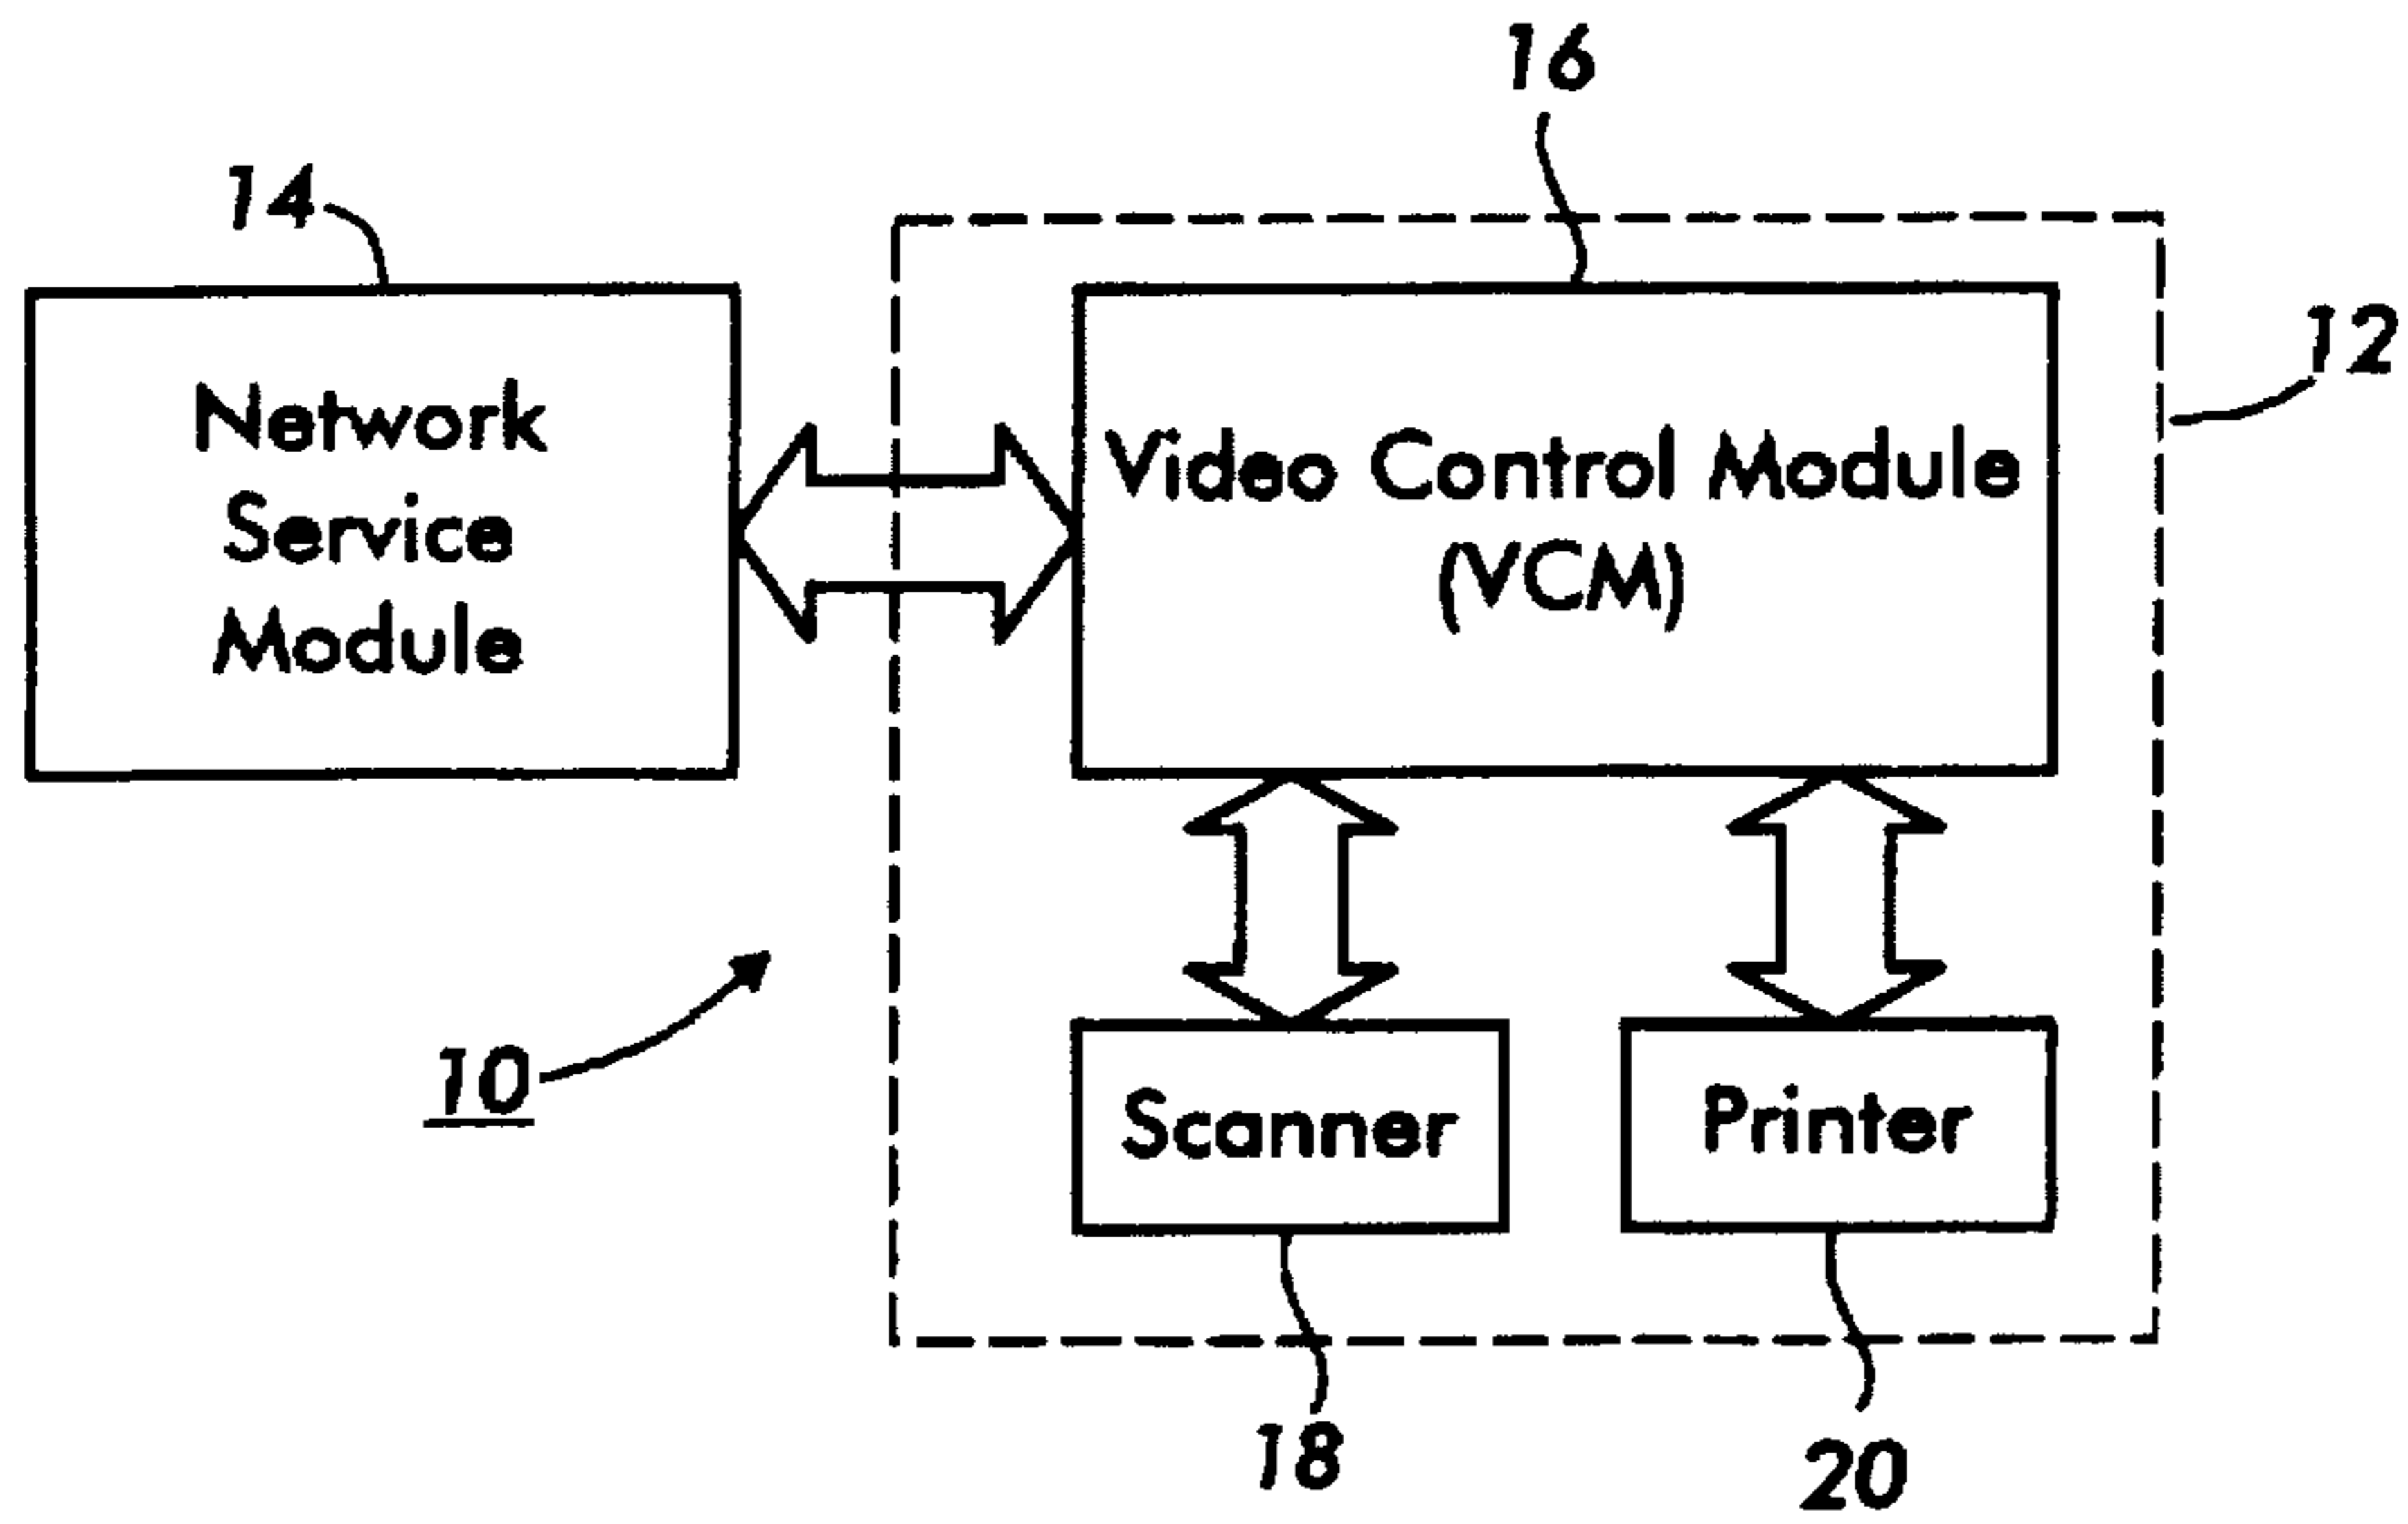 16
14
12
Network
Service
Module
Video Control Module
(VCM)
10
Scanner
Printer
18
20